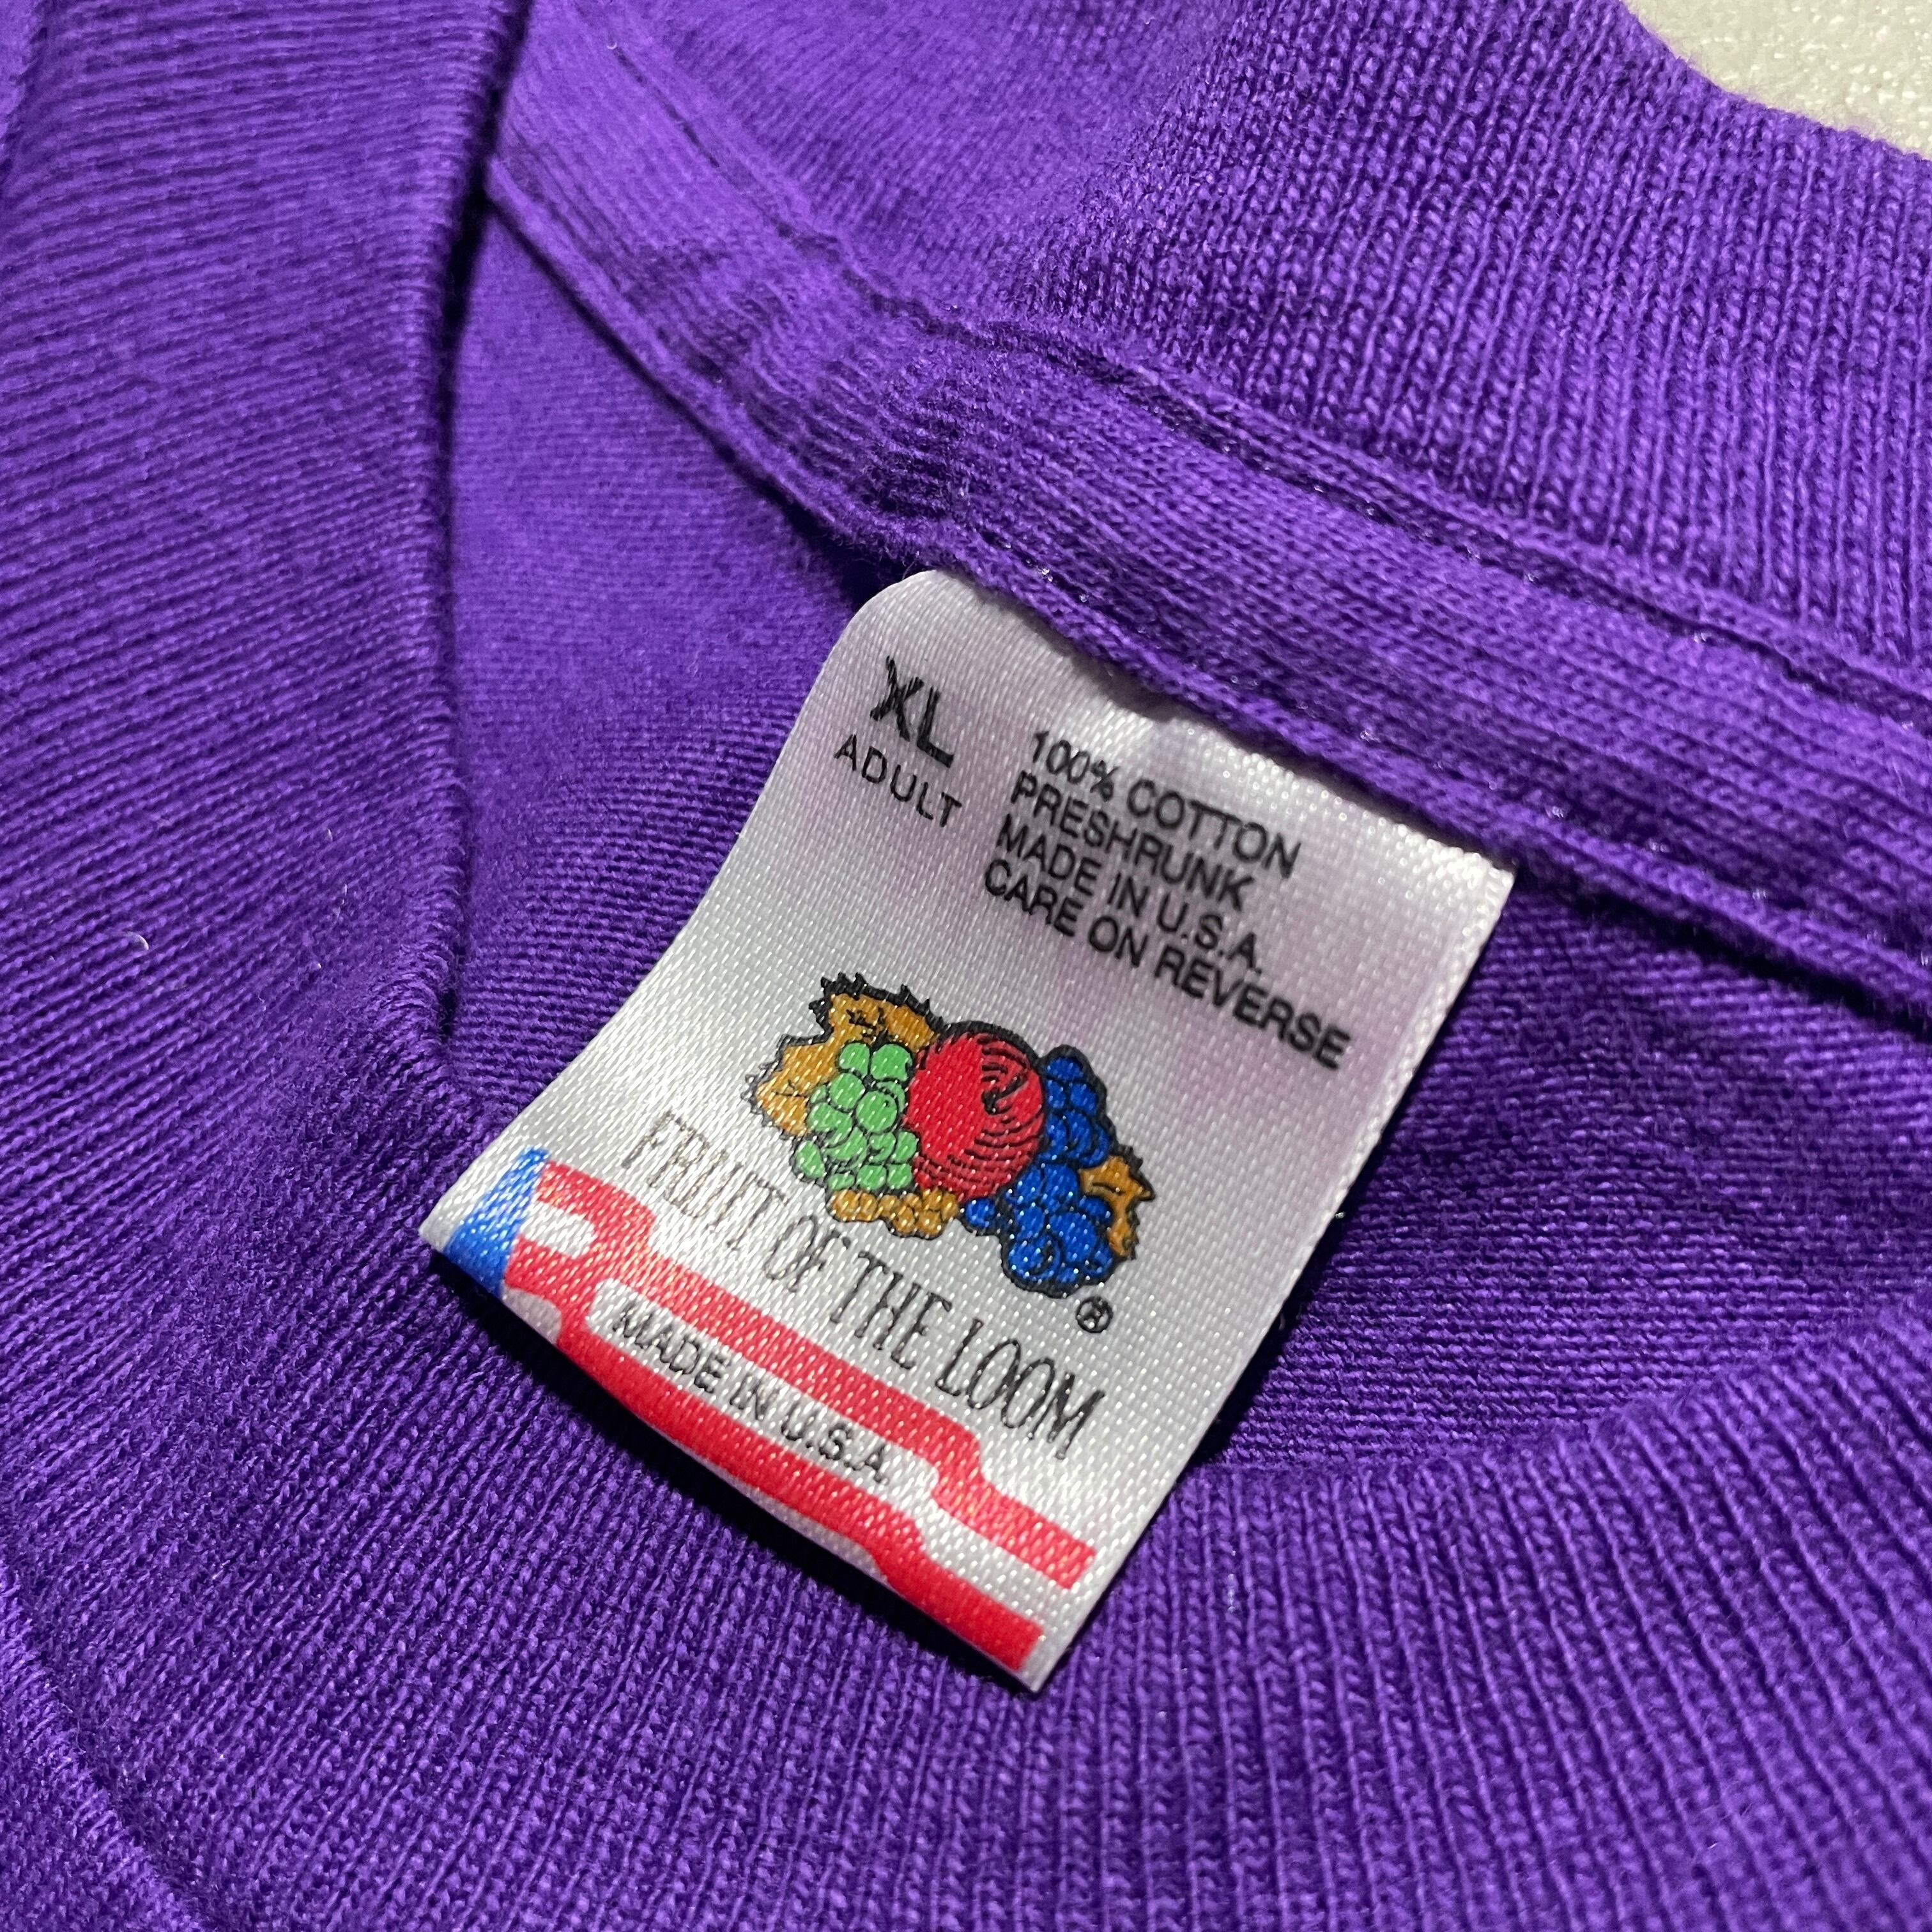 XL
ADULT
100% COTTON
PRESHRUNK
MADE IN U.S.A.
CARE ON REVERSE
®
FRUIT OF THE LOOM
MADE IN U.S.A.